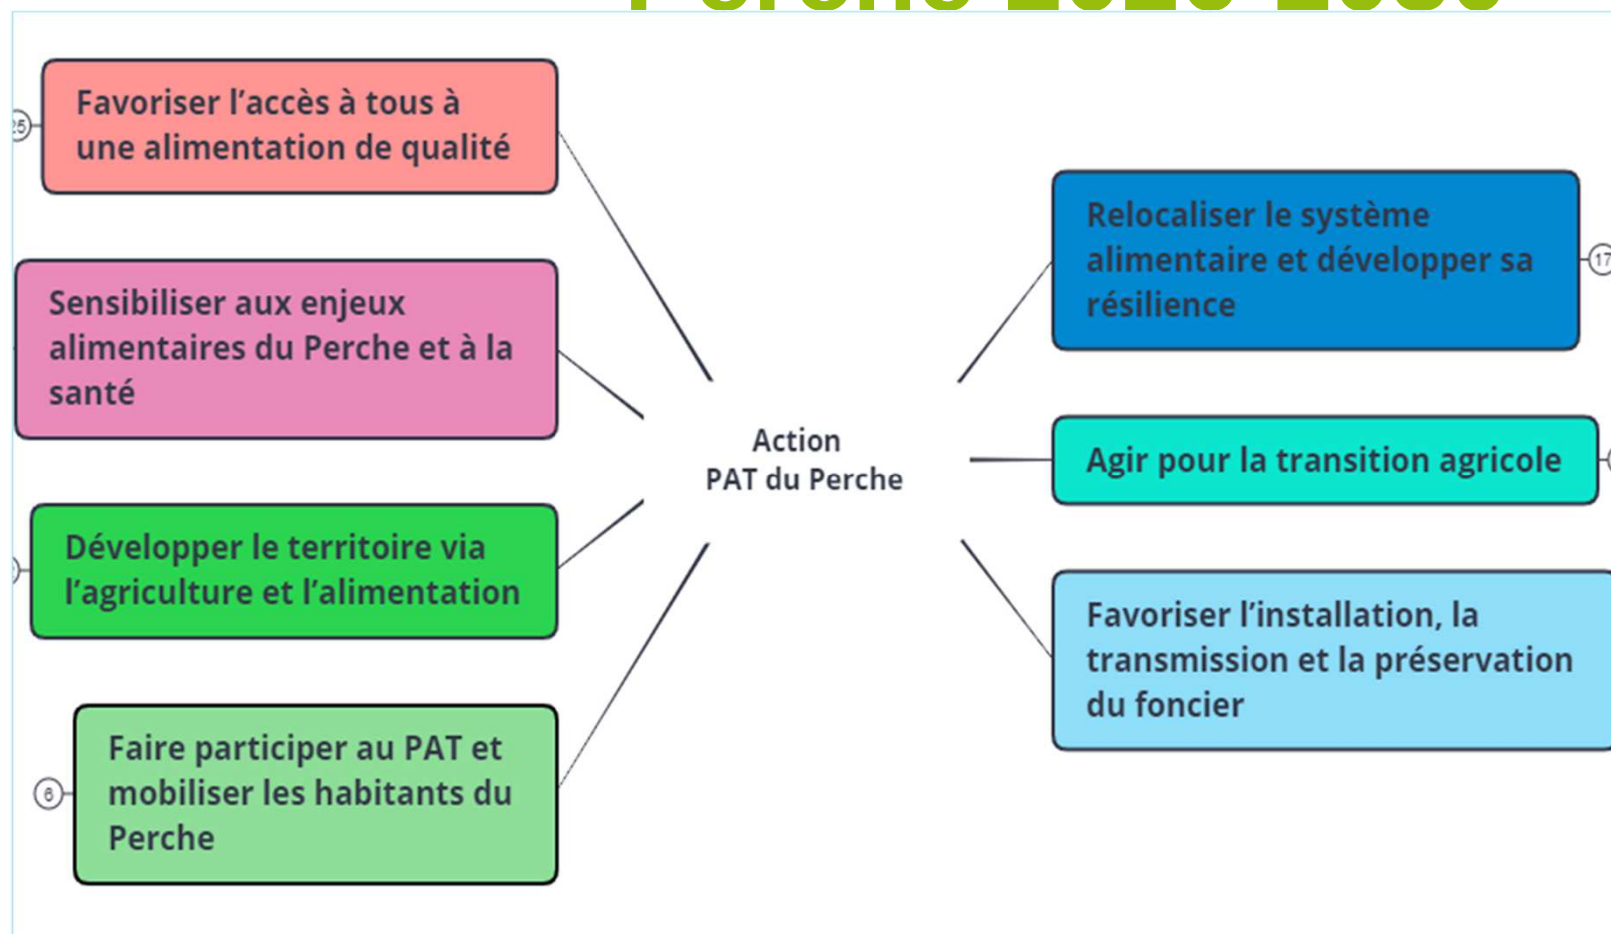 Favoriser l’accès à tous à
une alimentation de qualité
25
Sensibiliser aux enjeux
alimentaires du Perche et à la
santé
Développer le territoire via
l’agriculture et l’alimentation
Faire participer au PAT et
mobiliser les habitants du
Perche
6
Action
PAT du Perche
Relocaliser le système
alimentaire et développer sa
résilience
17
Agir pour la transition agricole
Favoriser l’installation, la
transmission et la préservation
du foncier